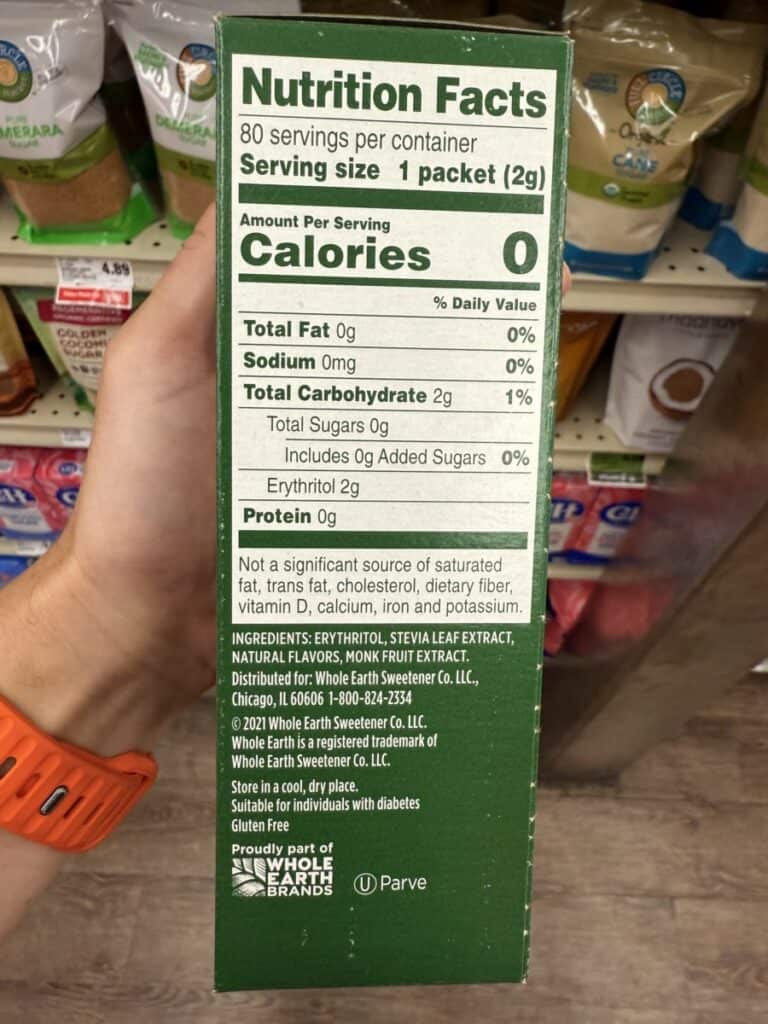 Nutrition Facts
80 servings per container
Serving size 1 packet (2g)
Amount Per Serving
Calories 0
% Daily Value
Total Fat 0g 0%
Sodium 0mg 0%
Total Carbohydrate 2g 1%
Total Sugars 0g
Includes 0g Added Sugars 0%
Erythritol 2g
Protein 0g
Not a significant source of saturated
fat, trans fat, cholesterol, dietary fiber,
vitamin D, calcium, iron and potassium.
INGREDIENTS: ERYTHRITOL, STEVIA LEAF EXTRACT,
NATURAL FLAVORS, MONK FRUIT EXTRACT.
Distributed for: Whole Earth Sweetener Co. LLC.,
Chicago, IL 60606 1-800-824-2334
© 2021 Whole Earth Sweetener Co. LLC.
Whole Earth is a registered trademark of
Whole Earth Sweetener Co. LLC.
Store in a cool, dry place.
Suitable for individuals with diabetes
Gluten Free
Proudly part of
WHOLE
EARTH
BRANDS
U Parve
4.89
GOLDEN
SUGAR
CIRCLE
CANE